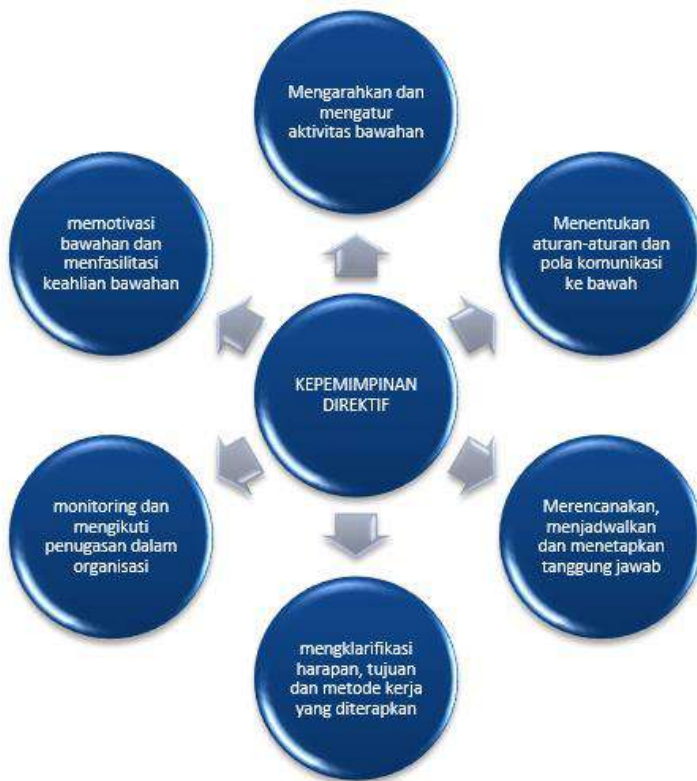 Mengarahkan dan
mengatur
aktivitas bawahan
memotivasi
bawahan dan
menfasilitasi
keahlian bawahan
Menentukan
aturan-aturan dan
pola komunikasi
ke bawah
KEPEMIMPINAN
DIREKTIF
monitoring dan
mengikuti
penugasan dalam
organisasi
Merencanakan,
menjadwalkan
dan menetapkan
tanggung jawab
mengklarifikasi
harapan, tujuan
dan metode kerja
yang diterapkan